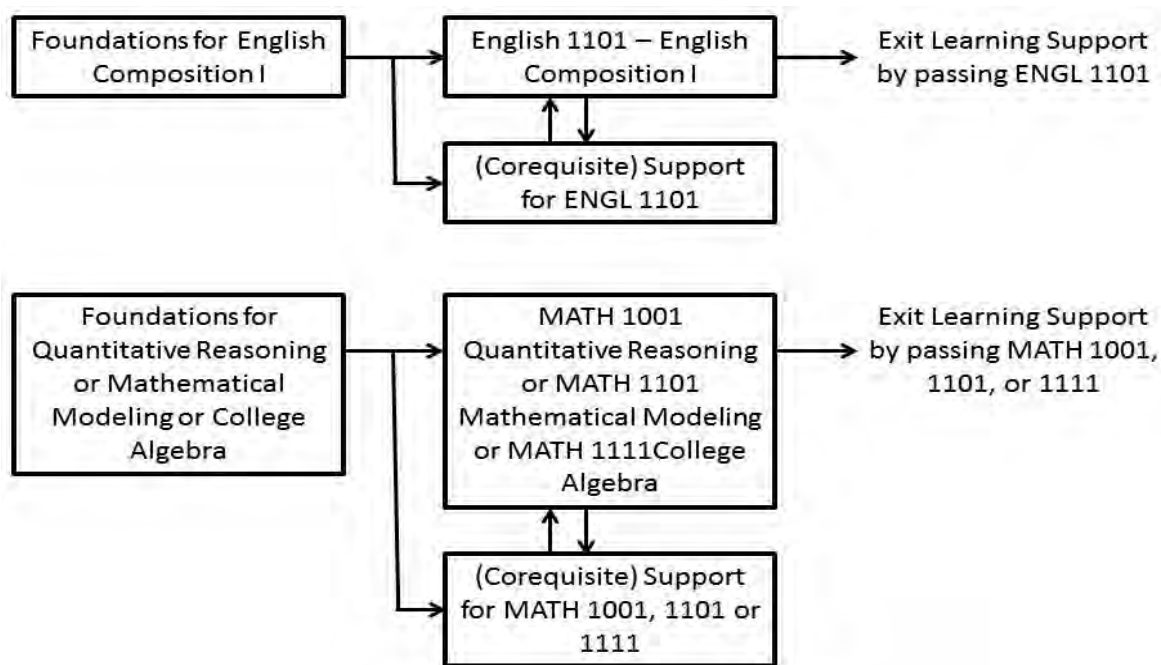 Foundations for English
Composition I
English 1101 – English
Composition I
Exit Learning Support
by passing ENGL 1101
(Corequisite) Support
for ENGL 1101
Foundations for
Quantitative Reasoning
or Mathematical
Modeling or College
Algebra
MATH 1001
Quantitative Reasoning
or MATH 1101
Mathematical Modeling
or MATH 1111College
Algebra
Exit Learning Support
by passing MATH 1001,
1101, or 1111
(Corequisite) Support
for MATH 1001, 1101 or
1111